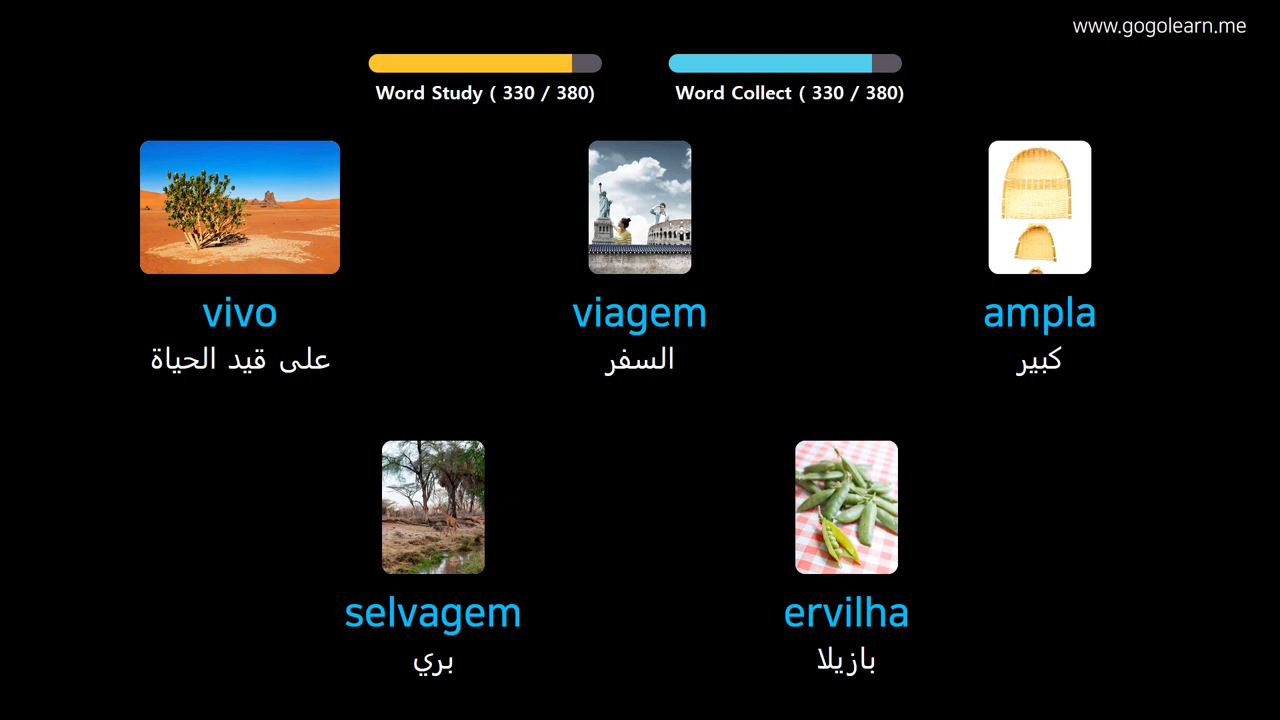 www.gogolearn.me
Word Study ( 330 / 380)
Word Collect ( 330 / 380)
vivo
على قيد الحياة
viagem
السفر
ampla
كبير
selvagem
بري
ervilha
بازيلا